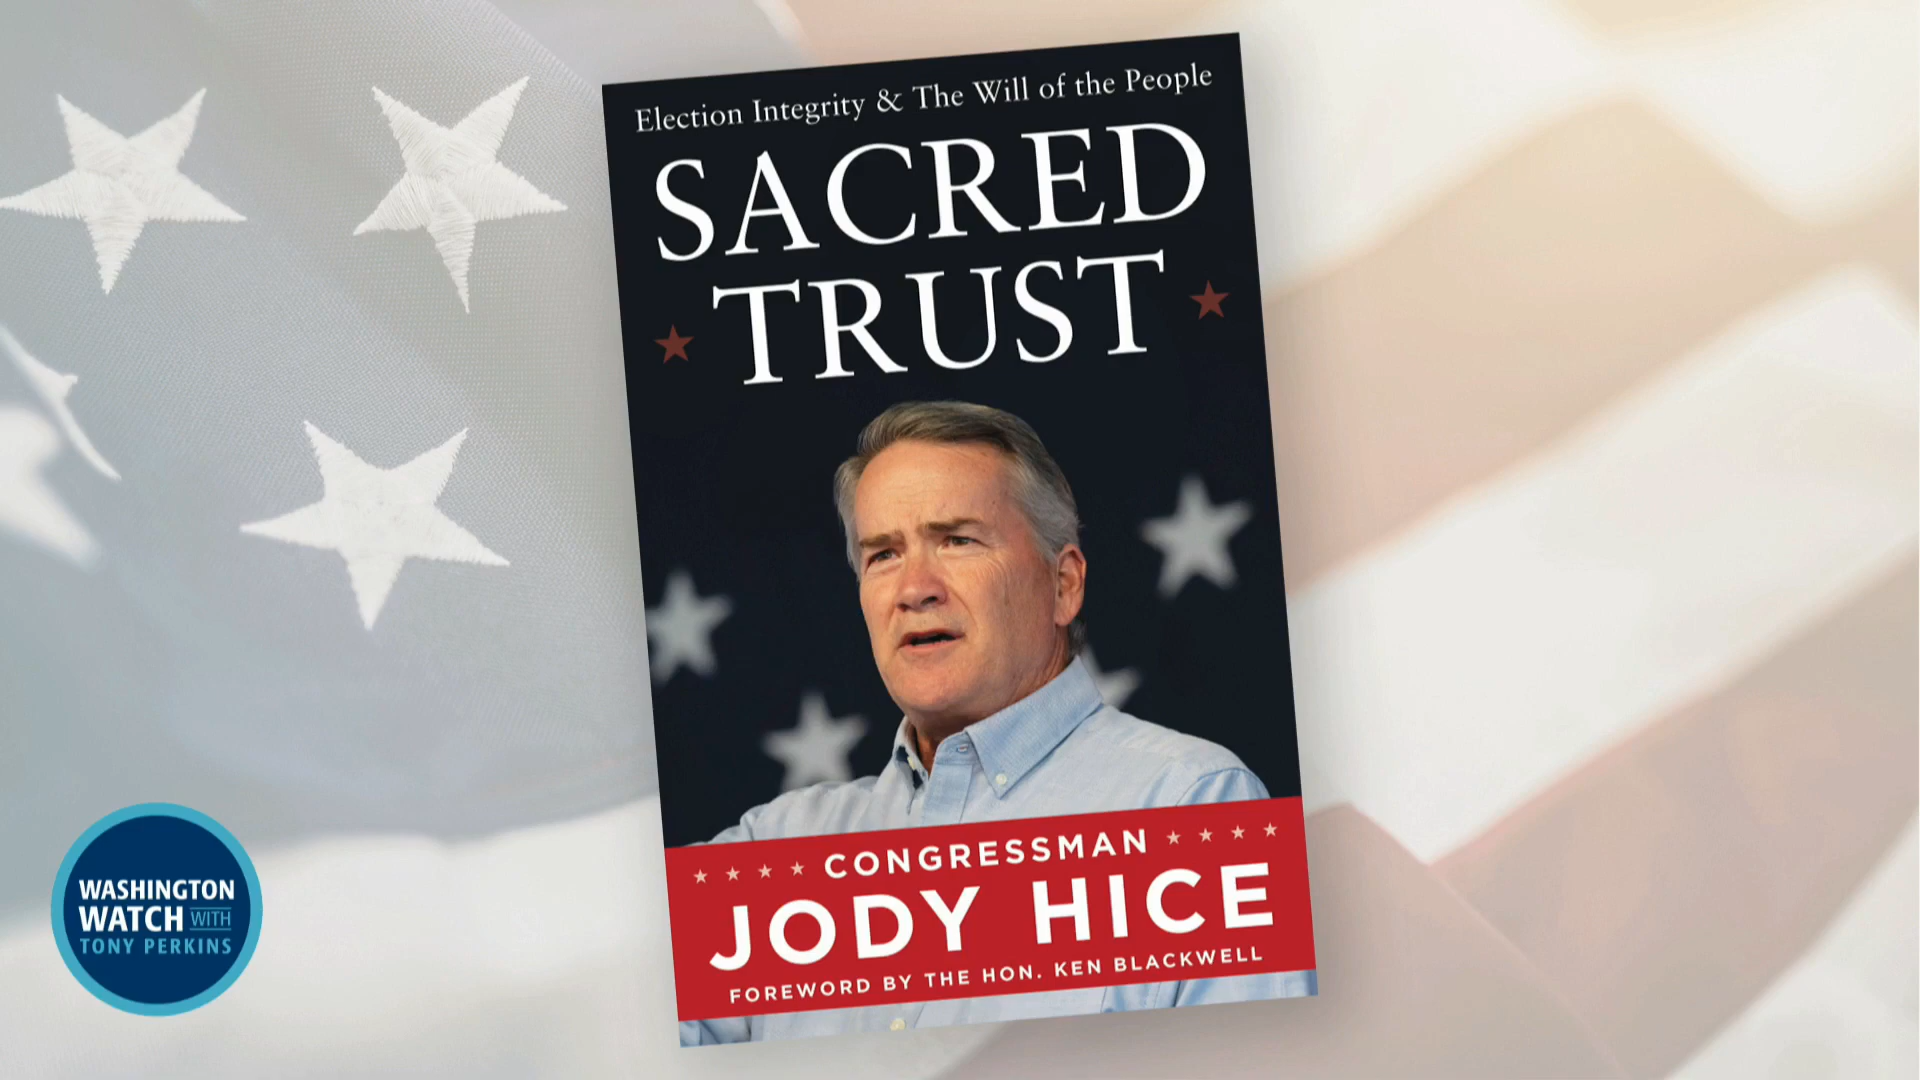 Election Integrity & The Will of the People
SACRED
TRUST
CONGRESSMAN
JODY HICE
FOREWORD BY THE HON. KEN BLACKWELL
WASHINGTON
WATCH WITH
TONY PERKINS